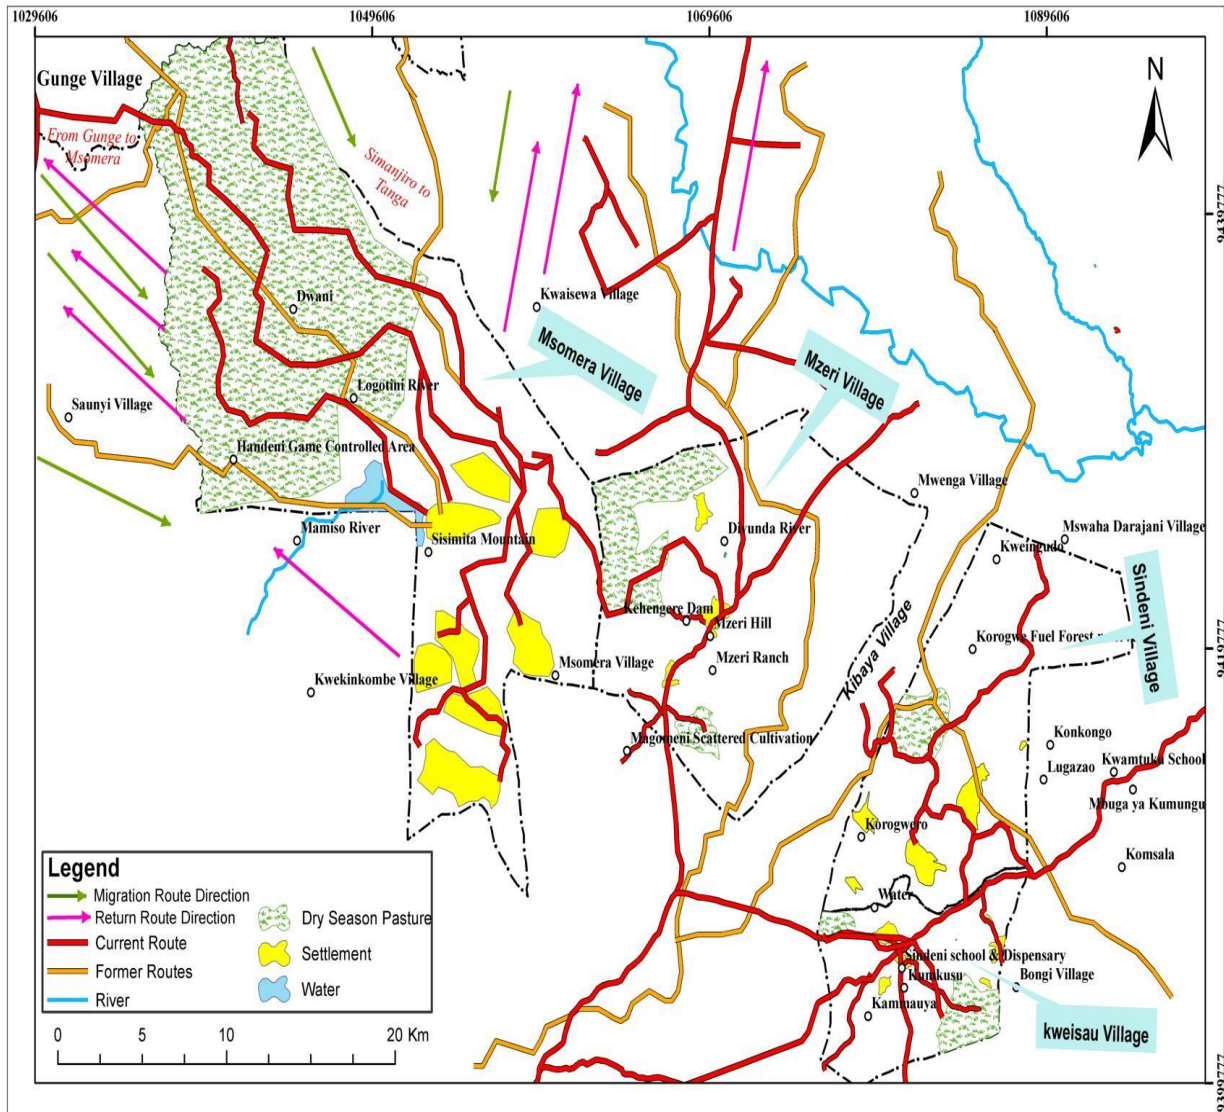 1029606
1049606
1069606
1089606
Gunge Village
From Gunge to
Msomera
Simanjiro to
Tanga
N
9439777
Dwani
Kwaisewa Village
Msomera Village
Mzeri Village
Logotini River
Saunyi Village
Handeni Game Controlled Area
Mwenga Village
Mamiso River
Sisimita Mountain
Divunda River
Mswaha Darajani Village
Kweingudo
Sindeni Village
Kehengere Dam
Mzeri Hill
Kibaya Village
Korogwe Fuel Forest
9419777
Msomera Village
Mzeri Ranch
Kwekinkombe Village
Magomeni Scattered Cultivation
Konkongo
Lugazao
Kwamtuku School
Mbuga ya Kumungu
Korogwero
Komsala
Water
Sindeni school & Dispensary
Kunikusu
Bongi Village
Kammauya
kweisau Village
9399777
Legend
Migration Route Direction
Return Route Direction
Current Route
Former Routes
River
Dry Season Pasture
Settlement
Water
0 5 10 20 Km